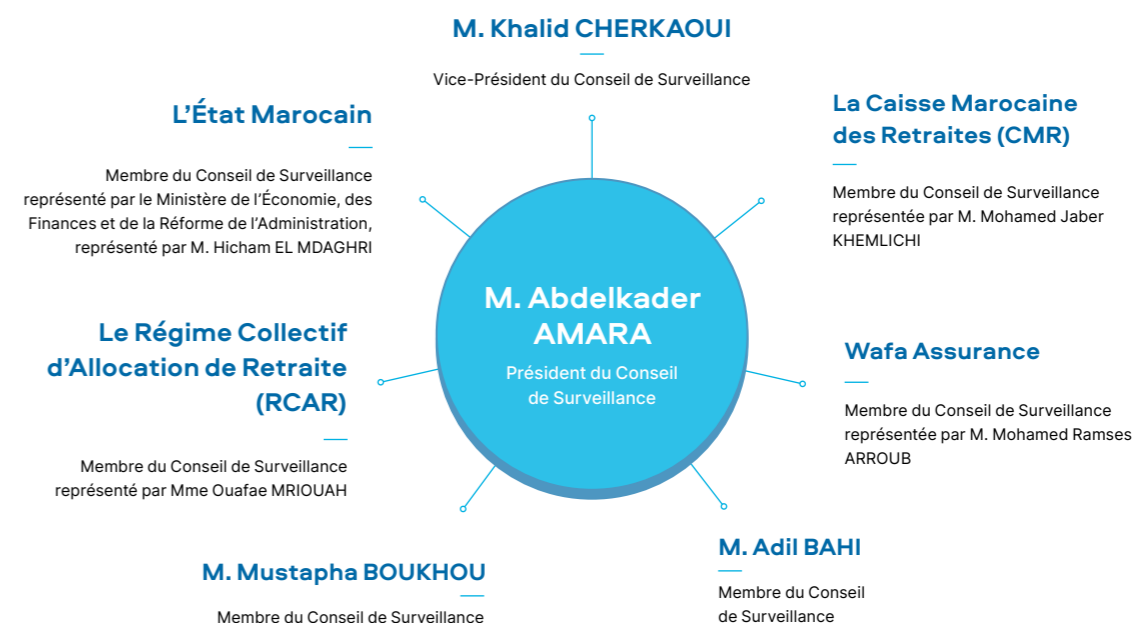 M. Khalid CHERKAOUI
Vice-Président du Conseil de Surveillance
L’État Marocain
Membre du Conseil de Surveillance
représenté par le Ministère de l’Économie, des
Finances et de la Réforme de l’Administration,
représenté par M. Hicham EL MDAGHRI
La Caisse Marocaine
des Retraites (CMR)
Membre du Conseil de Surveillance
représentée par M. Mohamed Jaber
KHEMLICHI
M. Abdelkader
AMARA
Président du Conseil
de Surveillance
Le Régime Collectif
d’Allocation de Retraite
(RCAR)
Membre du Conseil de Surveillance
représenté par Mme Ouafae MRIOUAH
Wafa Assurance
Membre du Conseil de Surveillance
représentée par M. Mohamed Ramses
ARROUB
M. Mustapha BOUKHOU
Membre du Conseil de Surveillance
M. Adil BAHI
Membre du Conseil
de Surveillance